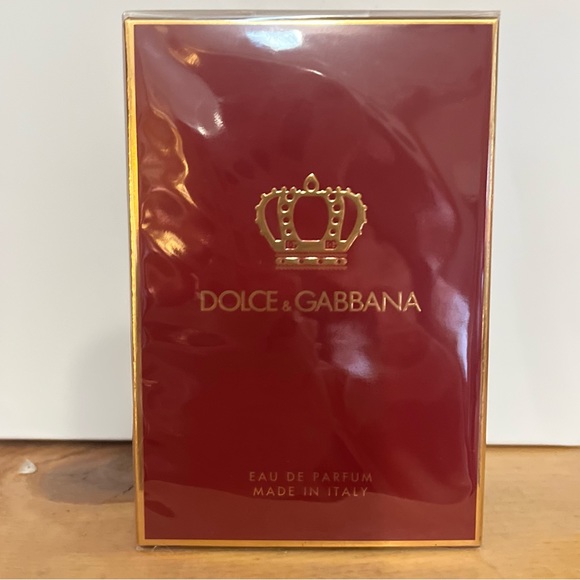 DOLCE & GABBANA
EAU DE PARFUM
MADE IN ITALY